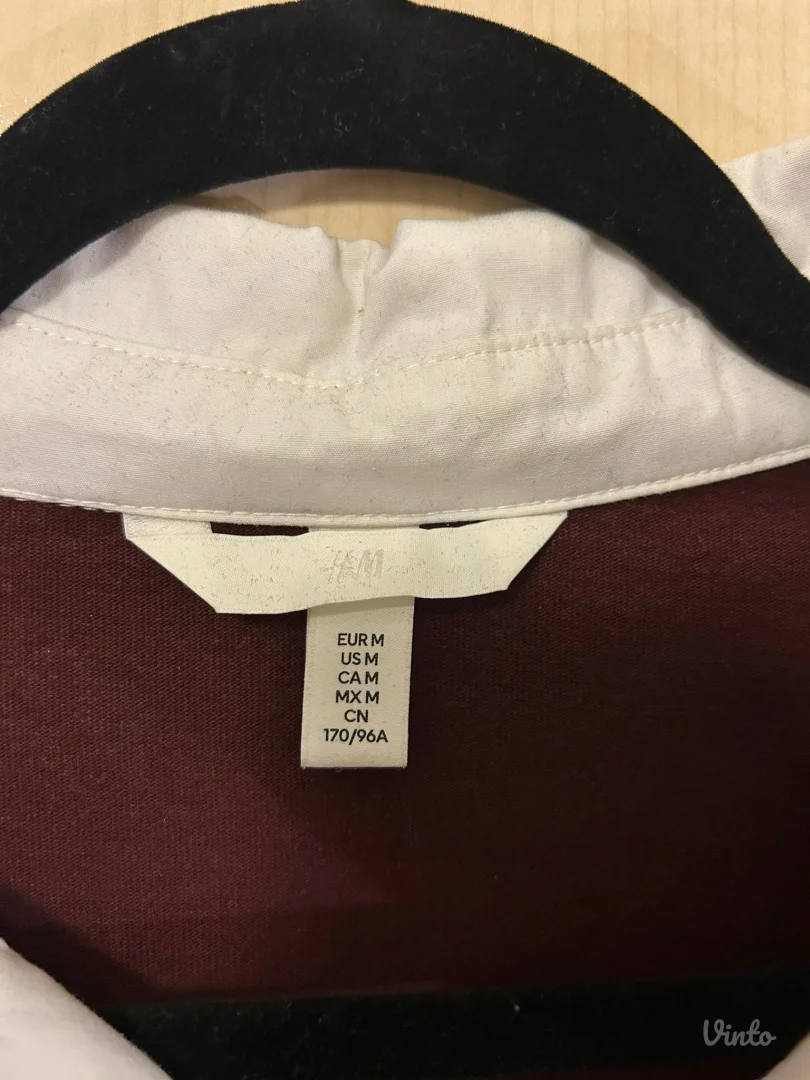 H&M
EUR M
US M
CA M
MX M
CN
170/96A
Vinto